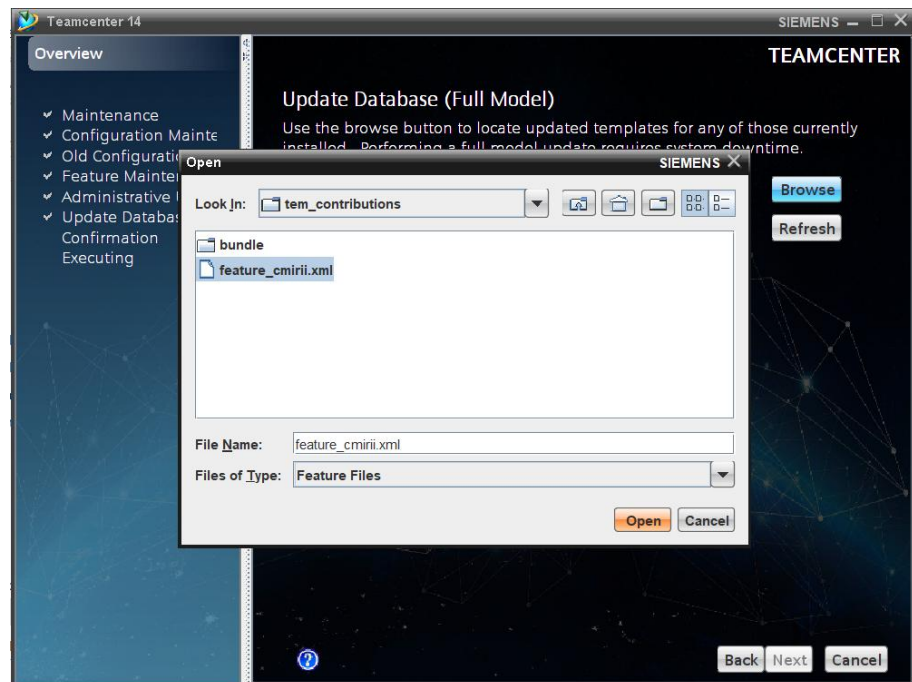 Teamcenter 14
SIEMENS
Overview
TEAMCENTER
Maintenance
Configuration Mainte
Old Configurati
Feature Mainte
Administrative
Update Databas
Confirmation
Executing
Update Database (Full Model)
Use the browse button to locate updated templates for any of those currently
installed. Performing a full model update requires system downtime.
Browse
Refresh
Open
SIEMENS
Look In:
tem_contributions
bundle
feature_cmirii.xml
File Name:
feature_cmirii.xml
Files of Type:
Feature Files
Open
Cancel
?
Back
Next
Cancel